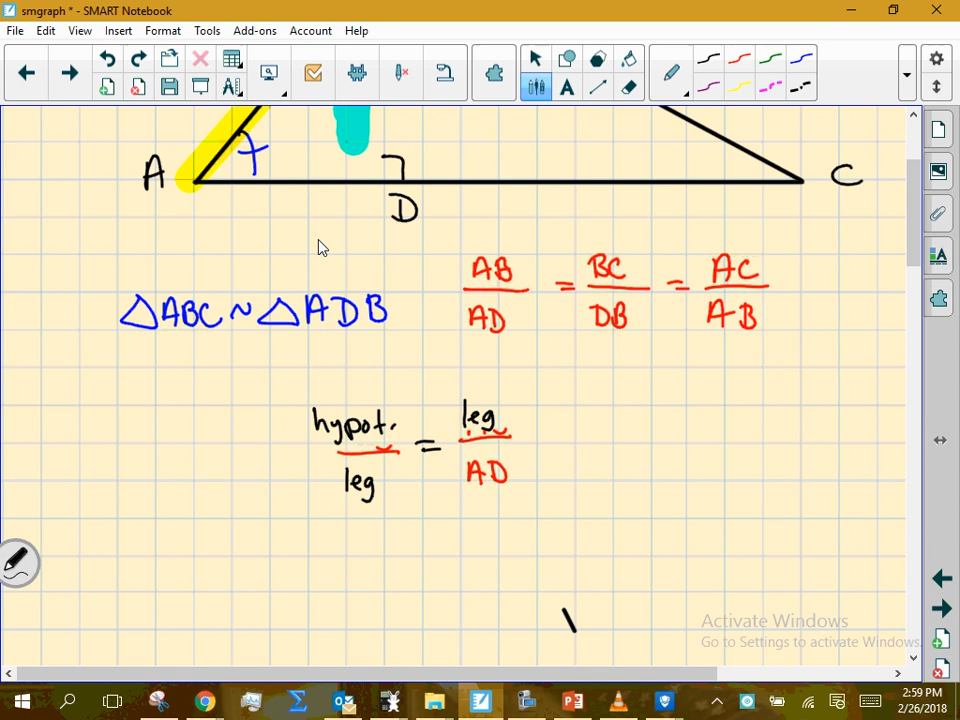 smgraph * - SMART Notebook
File Edit View Insert Format Tools Add-ons Account Help
A
D
C
△ABC ~ △ADB
AB/AD = BC/DB = AC/AB
hypot./leg = leg/AD
Activate Windows
Go to Settings to activate Windows.
2:59 PM
2/26/2018